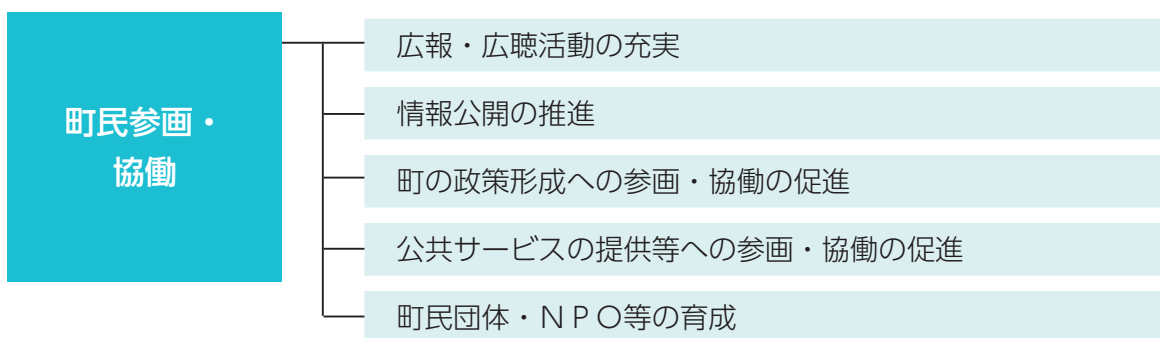 町民参画・
協働
広報・広聴活動の充実
情報公開の推進
町の政策形成への参画・協働の促進
公共サービスの提供等への参画・協働の促進
町民団体・ＮＰＯ等の育成